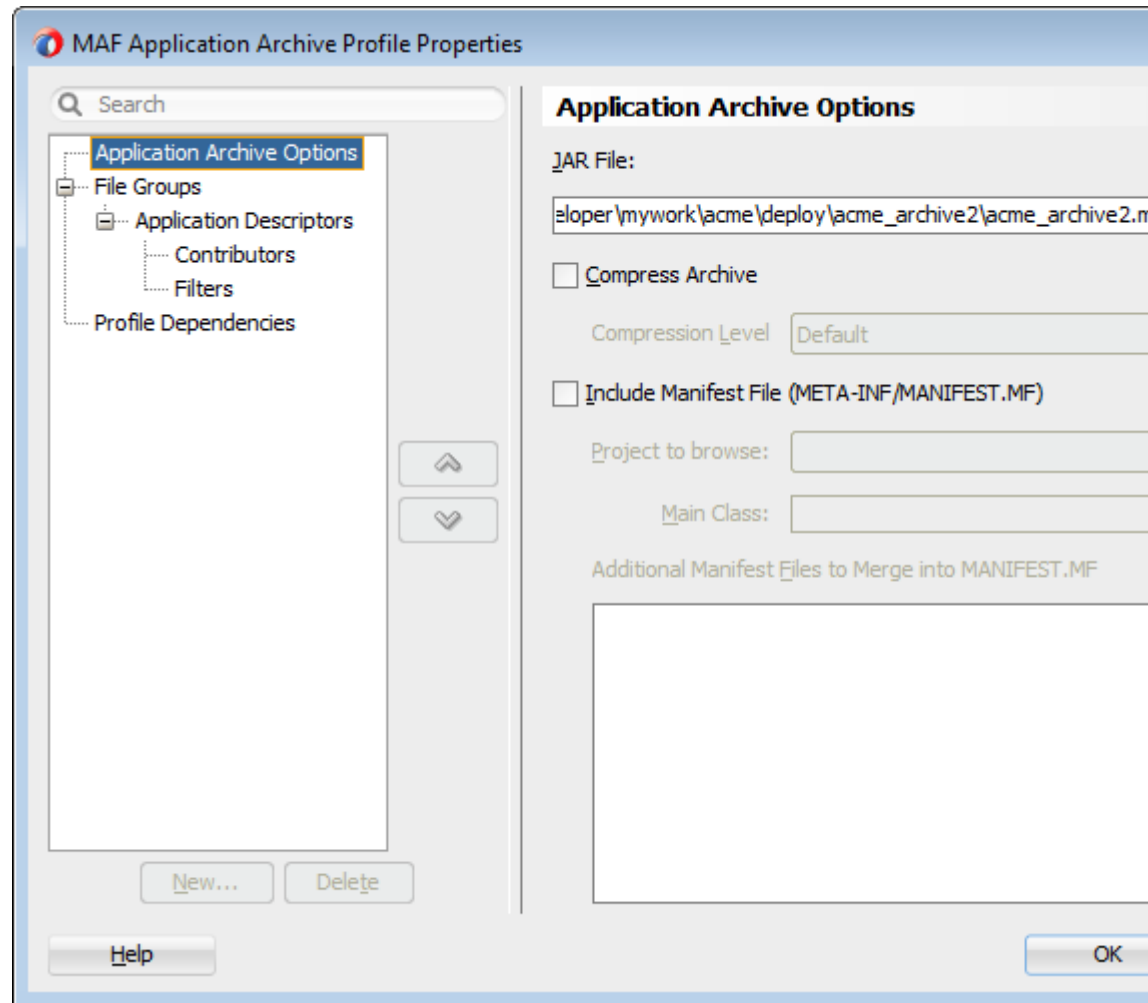 MAF Application Archive Profile Properties
Search
Application Archive Options
File Groups
Application Descriptors
Contributors
Filters
Profile Dependencies
New...
Delete
Application Archive Options
JAR File:
eloper\mywork\acme\deploy\acme_archive2\acme_archive2.m
Compress Archive
Compression Level Default
Include Manifest File (META-INF/MANIFEST.MF)
Project to browse:
Main Class:
Additional Manifest Files to Merge into MANIFEST.MF
Help
OK